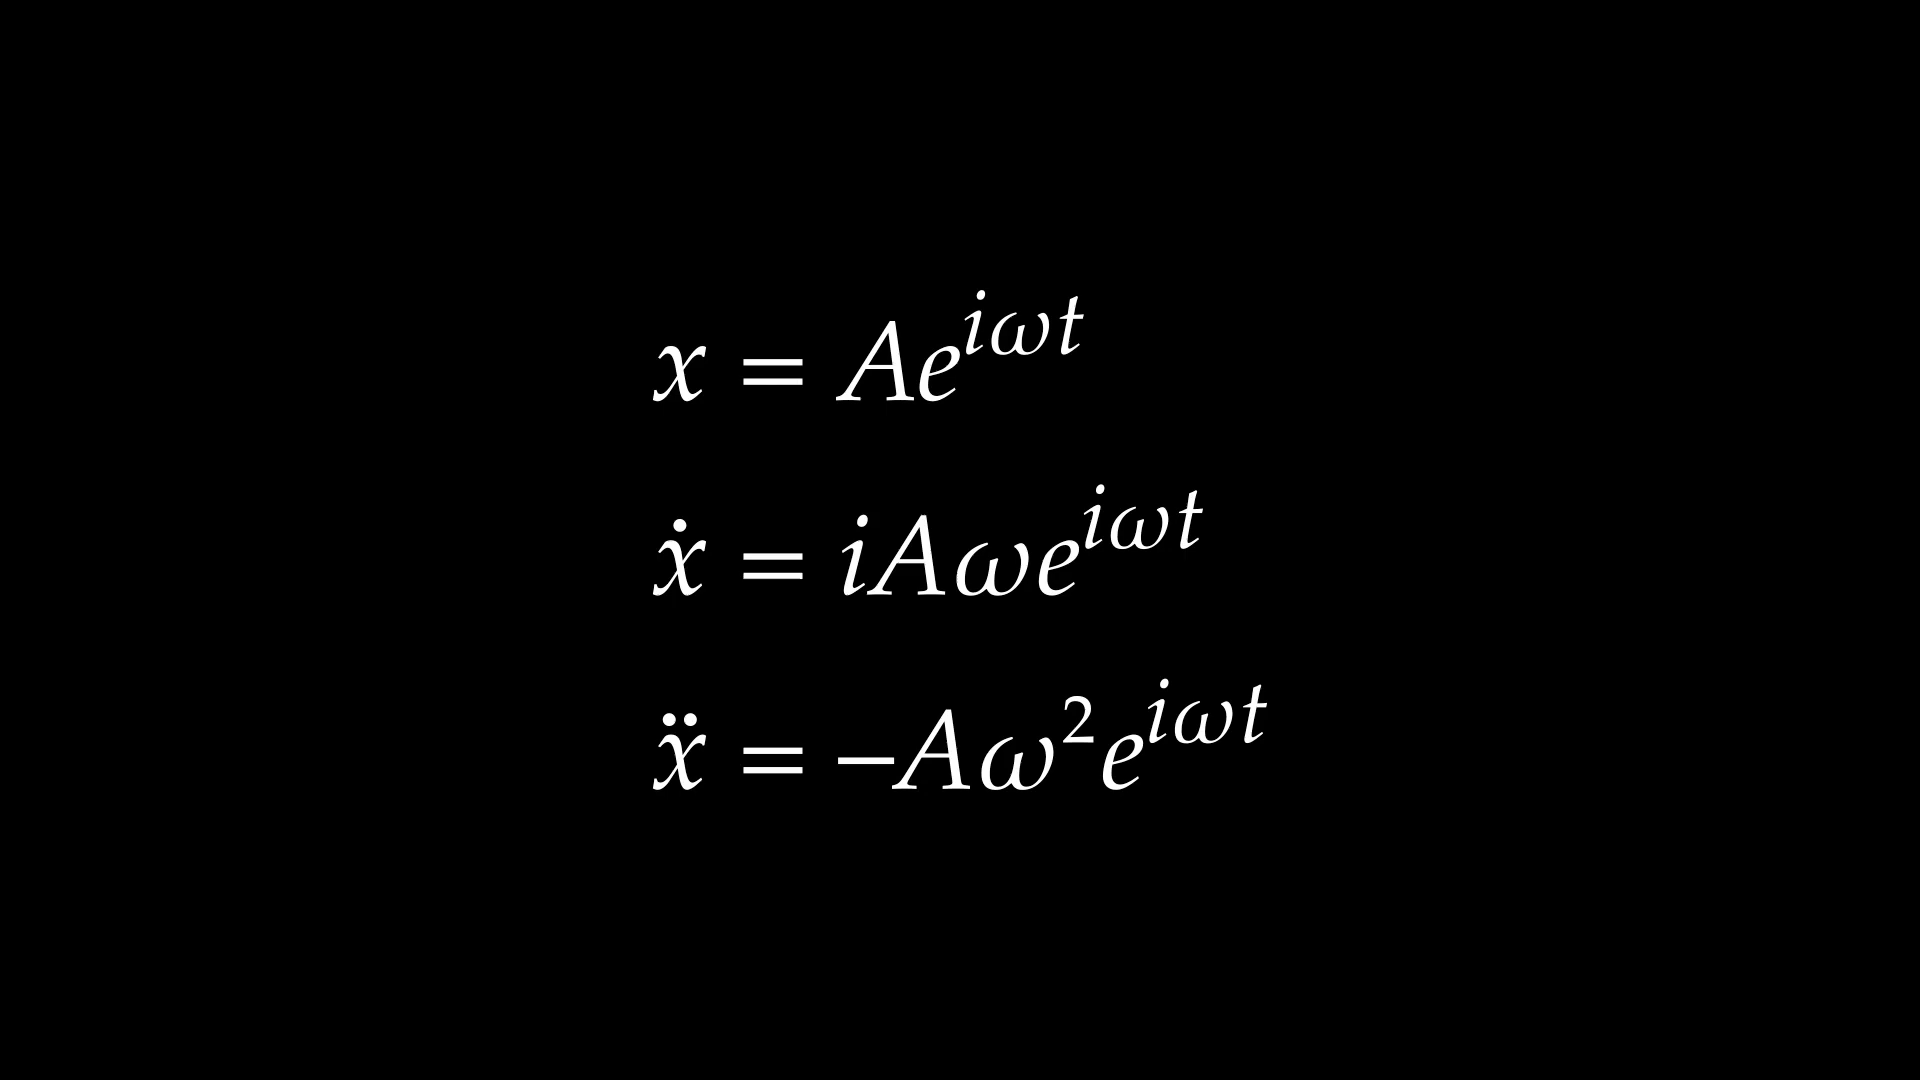 x = Ae^{iωt}
ẋ = iAωe^{iωt}
ẍ = −Aω²e^{iωt}